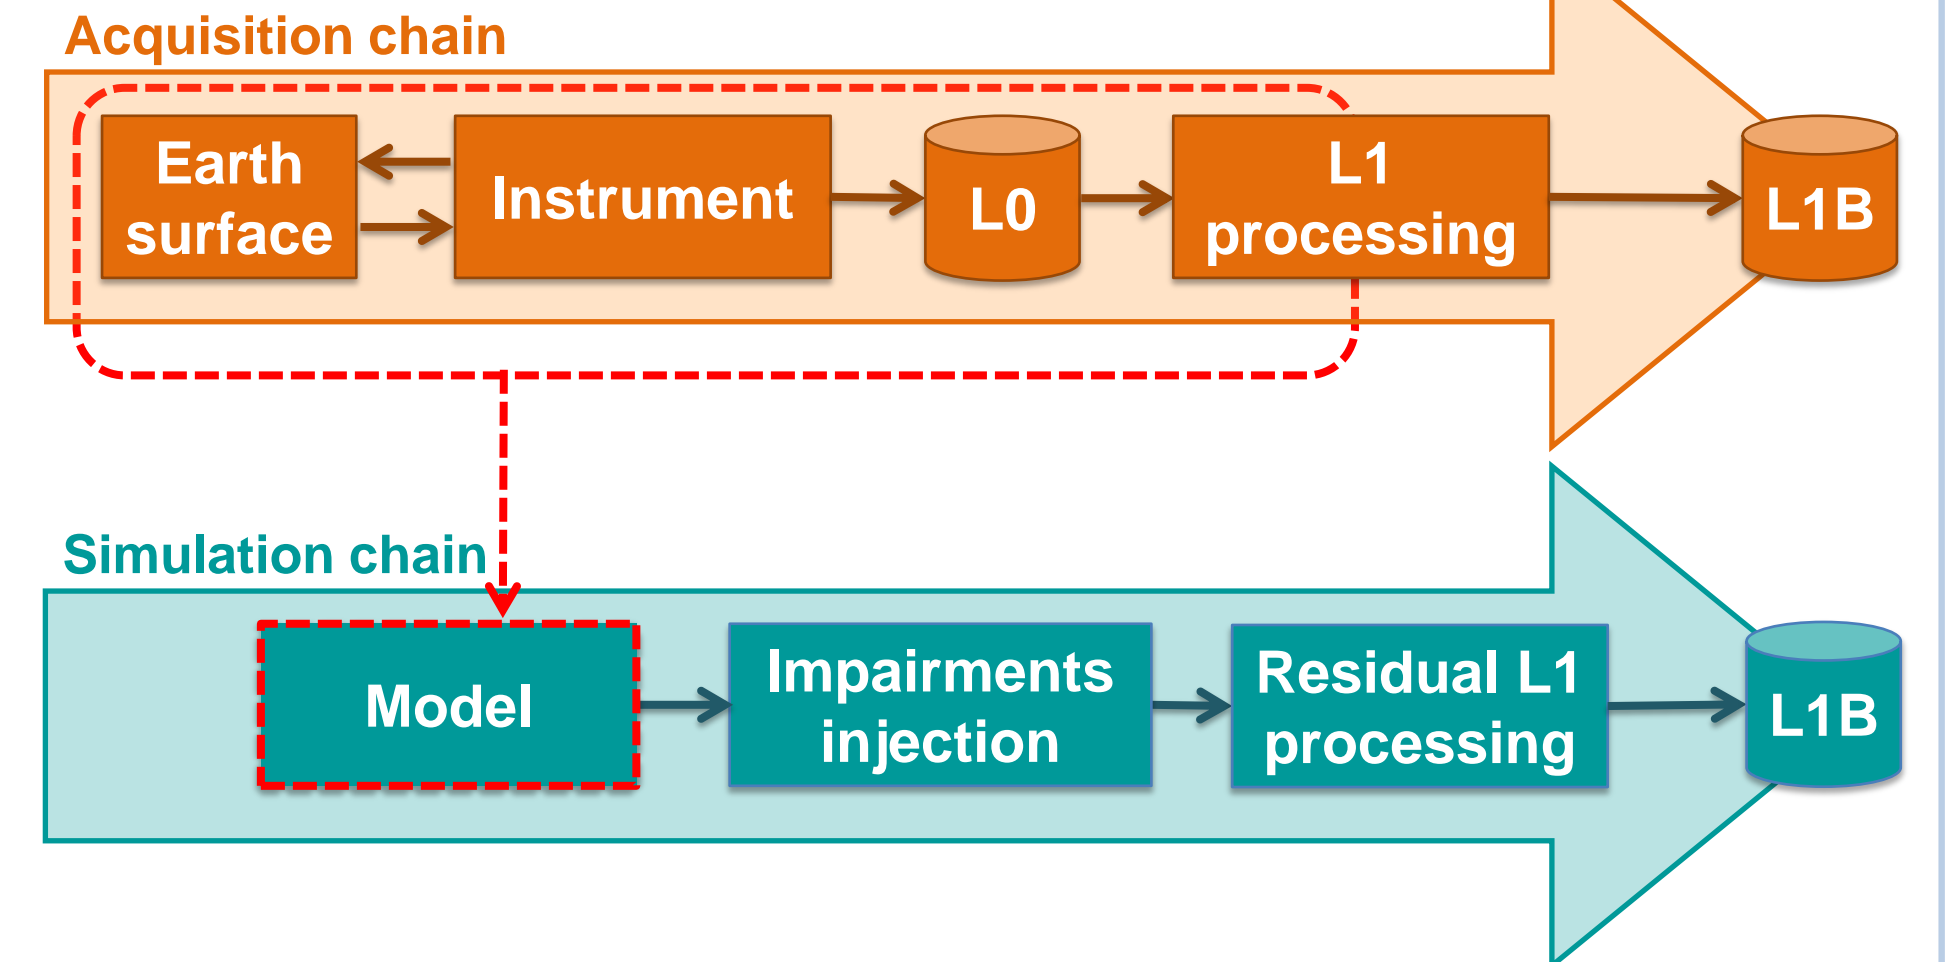 Acquisition chain
Earth
surface
Instrument
L0
L1
processing
L1B
Simulation chain
Model
Impairments
injection
Residual L1
processing
L1B